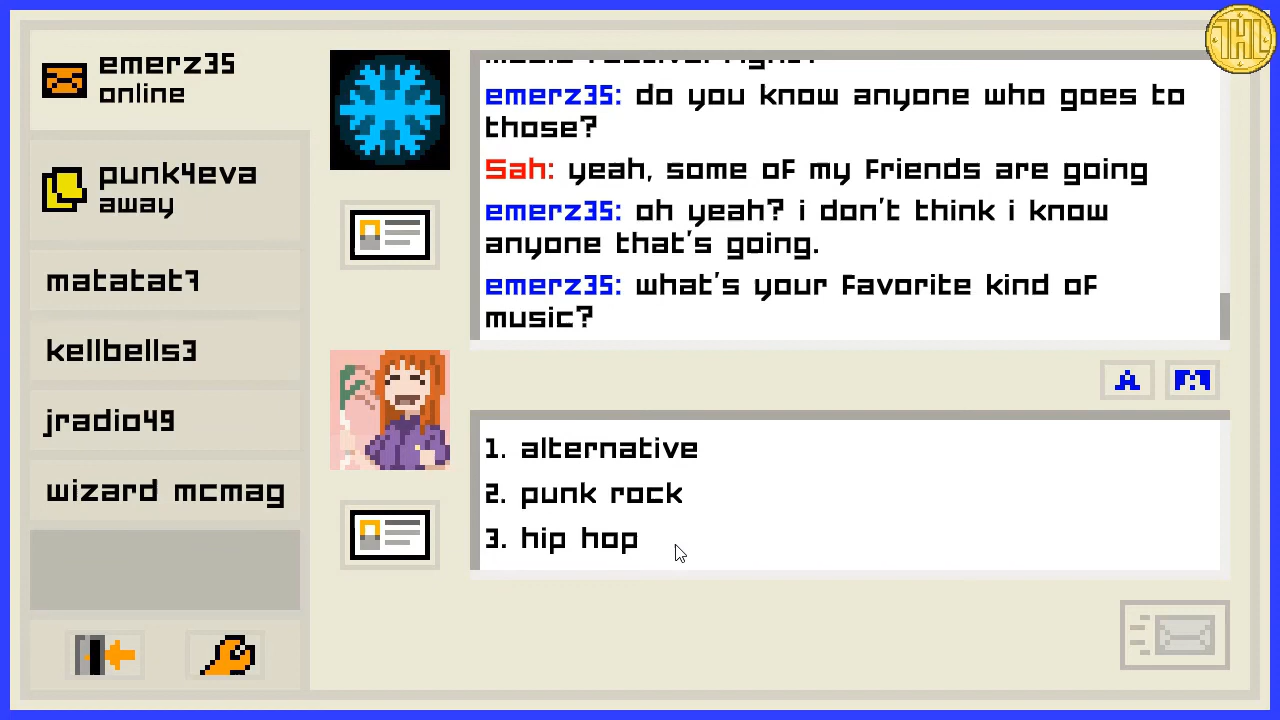 emerz35
online
punk4eva
away
matatat7
kellbells3
jradio49
wizard mcmag
emerz35: do you know anyone who goes to
those?
Sah: yeah, some of my friends are going
emerz35: oh yeah? i don't think i know
anyone that's going.
emerz35: what's your favorite kind of
music?
A
1. alternative
2. punk rock
3. hip hop
THL